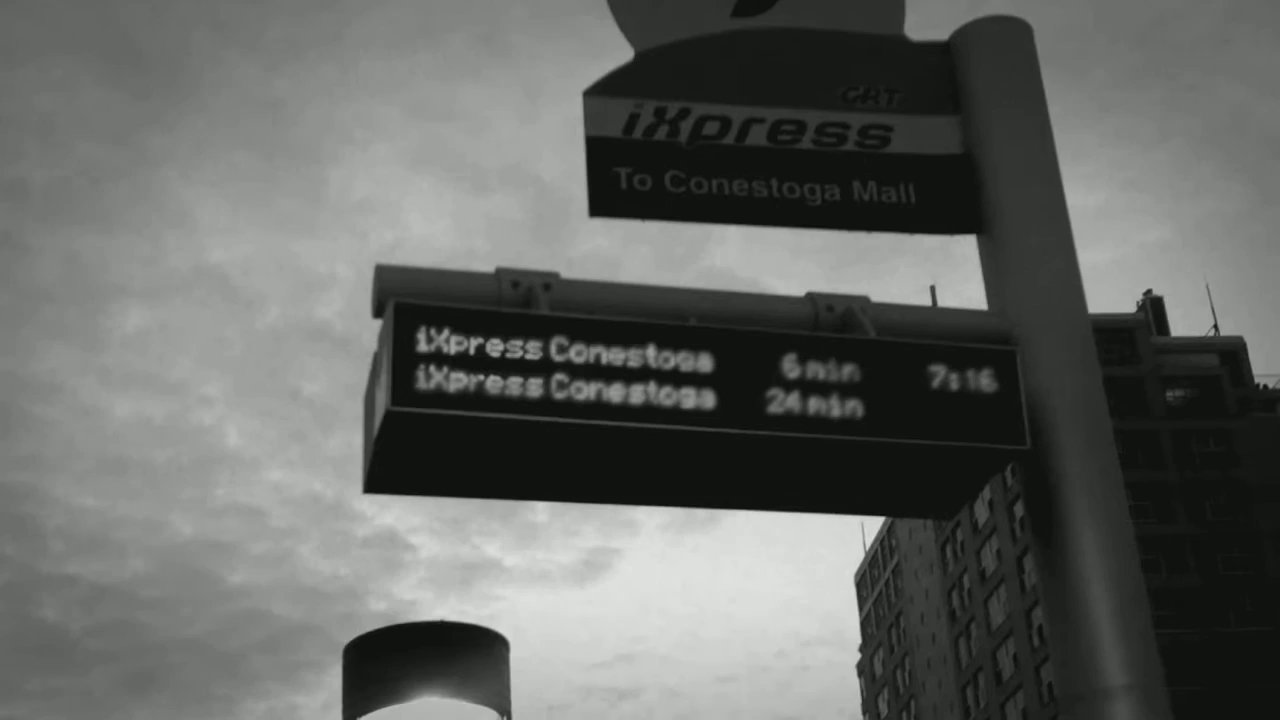 GRT
iXpress
To Conestoga Mall
iXpress Conestoga 6 min 7:16
iXpress Conestoga 24 min